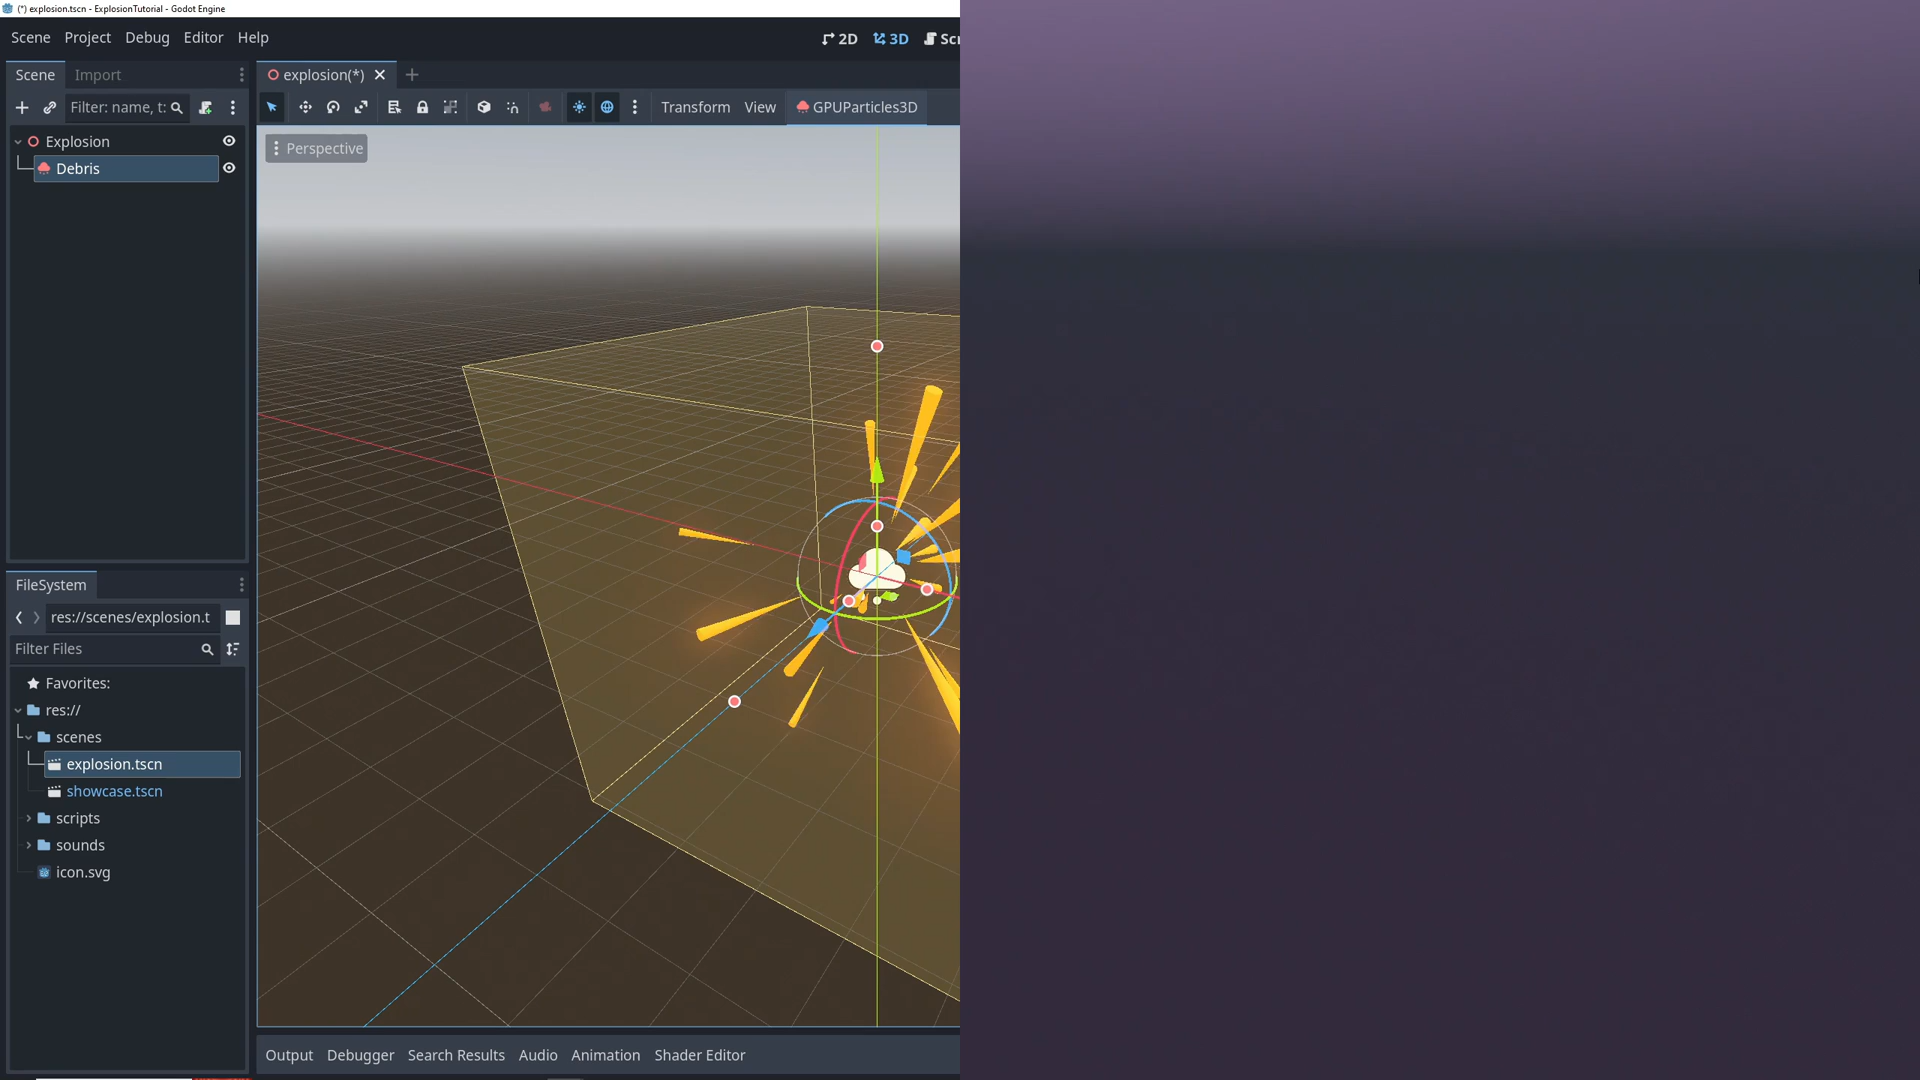 (*) explosion.tscn - ExplosionTutorial - Godot Engine
Scene Project Debug Editor Help
2D 3D Scr
Scene Import
explosion(*)
Filter: name, t:
Transform View GPUParticles3D
Explosion
Debris
Perspective
FileSystem
res://scenes/explosion.t
Filter Files
Favorites:
res://
scenes
explosion.tscn
showcase.tscn
scripts
sounds
icon.svg
Output Debugger Search Results Audio Animation Shader Editor